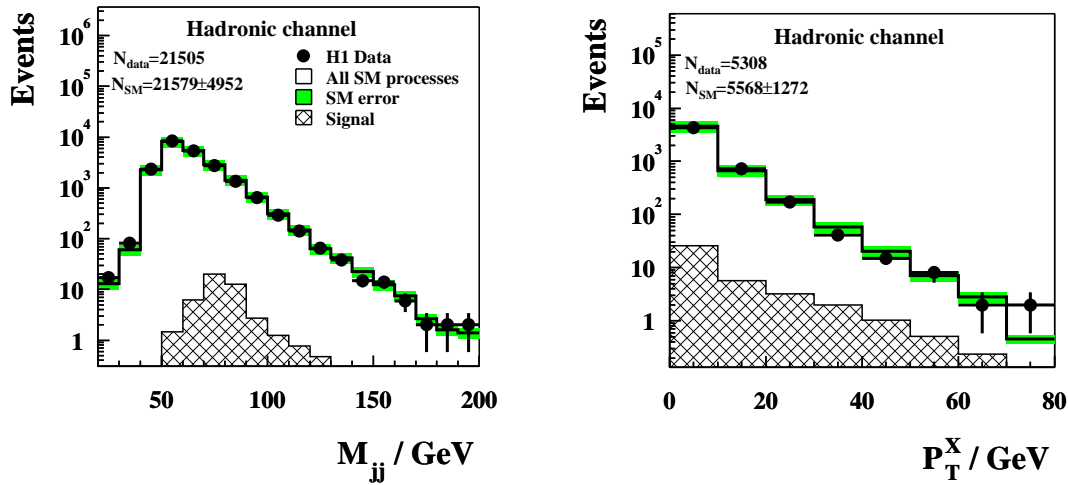 Hadronic channel
N_data=21505
N_SM=21579±4952
H1 Data
All SM processes
SM error
Signal
Events
10^6
10^5
10^4
10^3
10^2
10
1
50 100 150 200
M_jj / GeV
Hadronic channel
N_data=5308
N_SM=5568±1272
Events
10^5
10^4
10^3
10^2
10
1
0 20 40 60 80
P_T^X / GeV